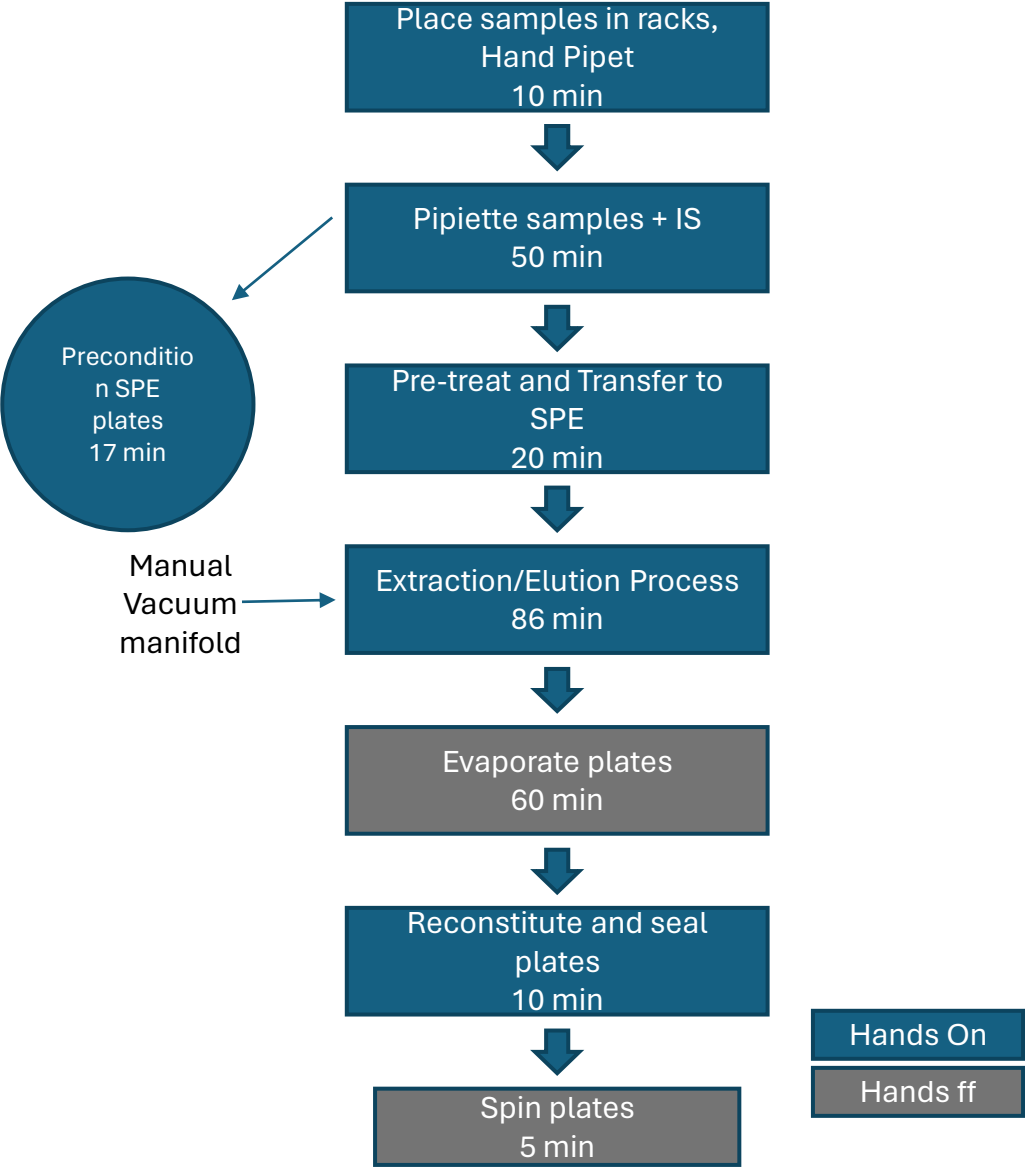 Place samples in racks,
Hand Pipet
10 min
Pipiette samples + IS
50 min
Preconditio
n SPE
plates
17 min
Pre-treat and Transfer to
SPE
20 min
Manual
Vacuum
manifold
Extraction/Elution Process
86 min
Evaporate plates
60 min
Reconstitute and seal
plates
10 min
Hands On
Hands ff
Spin plates
5 min